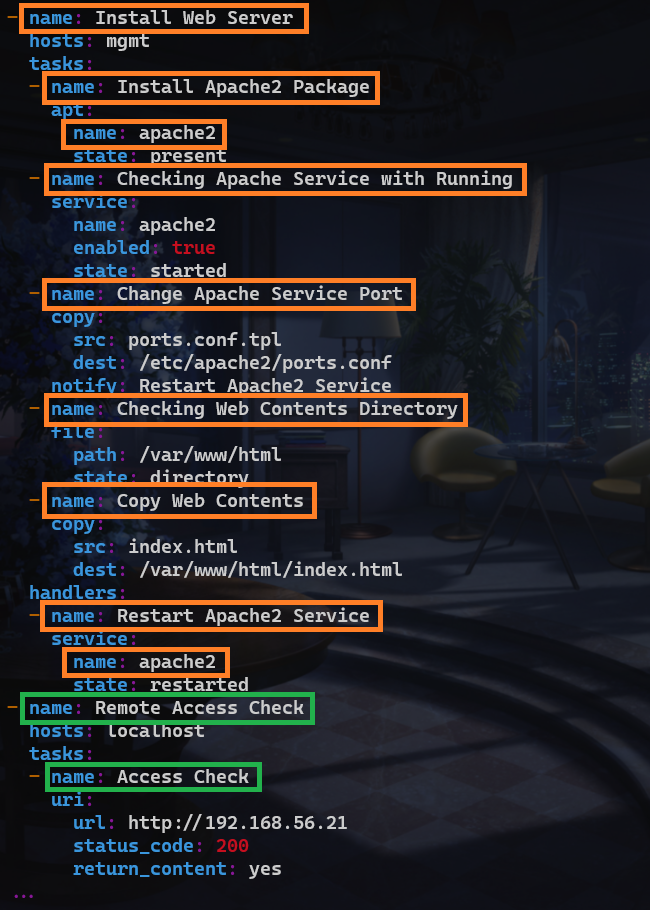 - name: Install Web Server
  hosts: mgmt
  tasks:
  - name: Install Apache2 Package
    apt:
      name: apache2
      state: present
  - name: Checking Apache Service with Running
    service:
      name: apache2
      enabled: true
      state: started
  - name: Change Apache Service Port
    copy:
      src: ports.conf.tpl
      dest: /etc/apache2/ports.conf
    notify: Restart Apache2 Service
  - name: Checking Web Contents Directory
    file:
      path: /var/www/html
      state: directory
  - name: Copy Web Contents
    copy:
      src: index.html
      dest: /var/www/html/index.html
  handlers:
  - name: Restart Apache2 Service
    service:
      name: apache2
      state: restarted
- name: Remote Access Check
  hosts: localhost
  tasks:
  - name: Access Check
    uri:
      url: http://192.168.56.21
      status_code: 200
      return_content: yes
...